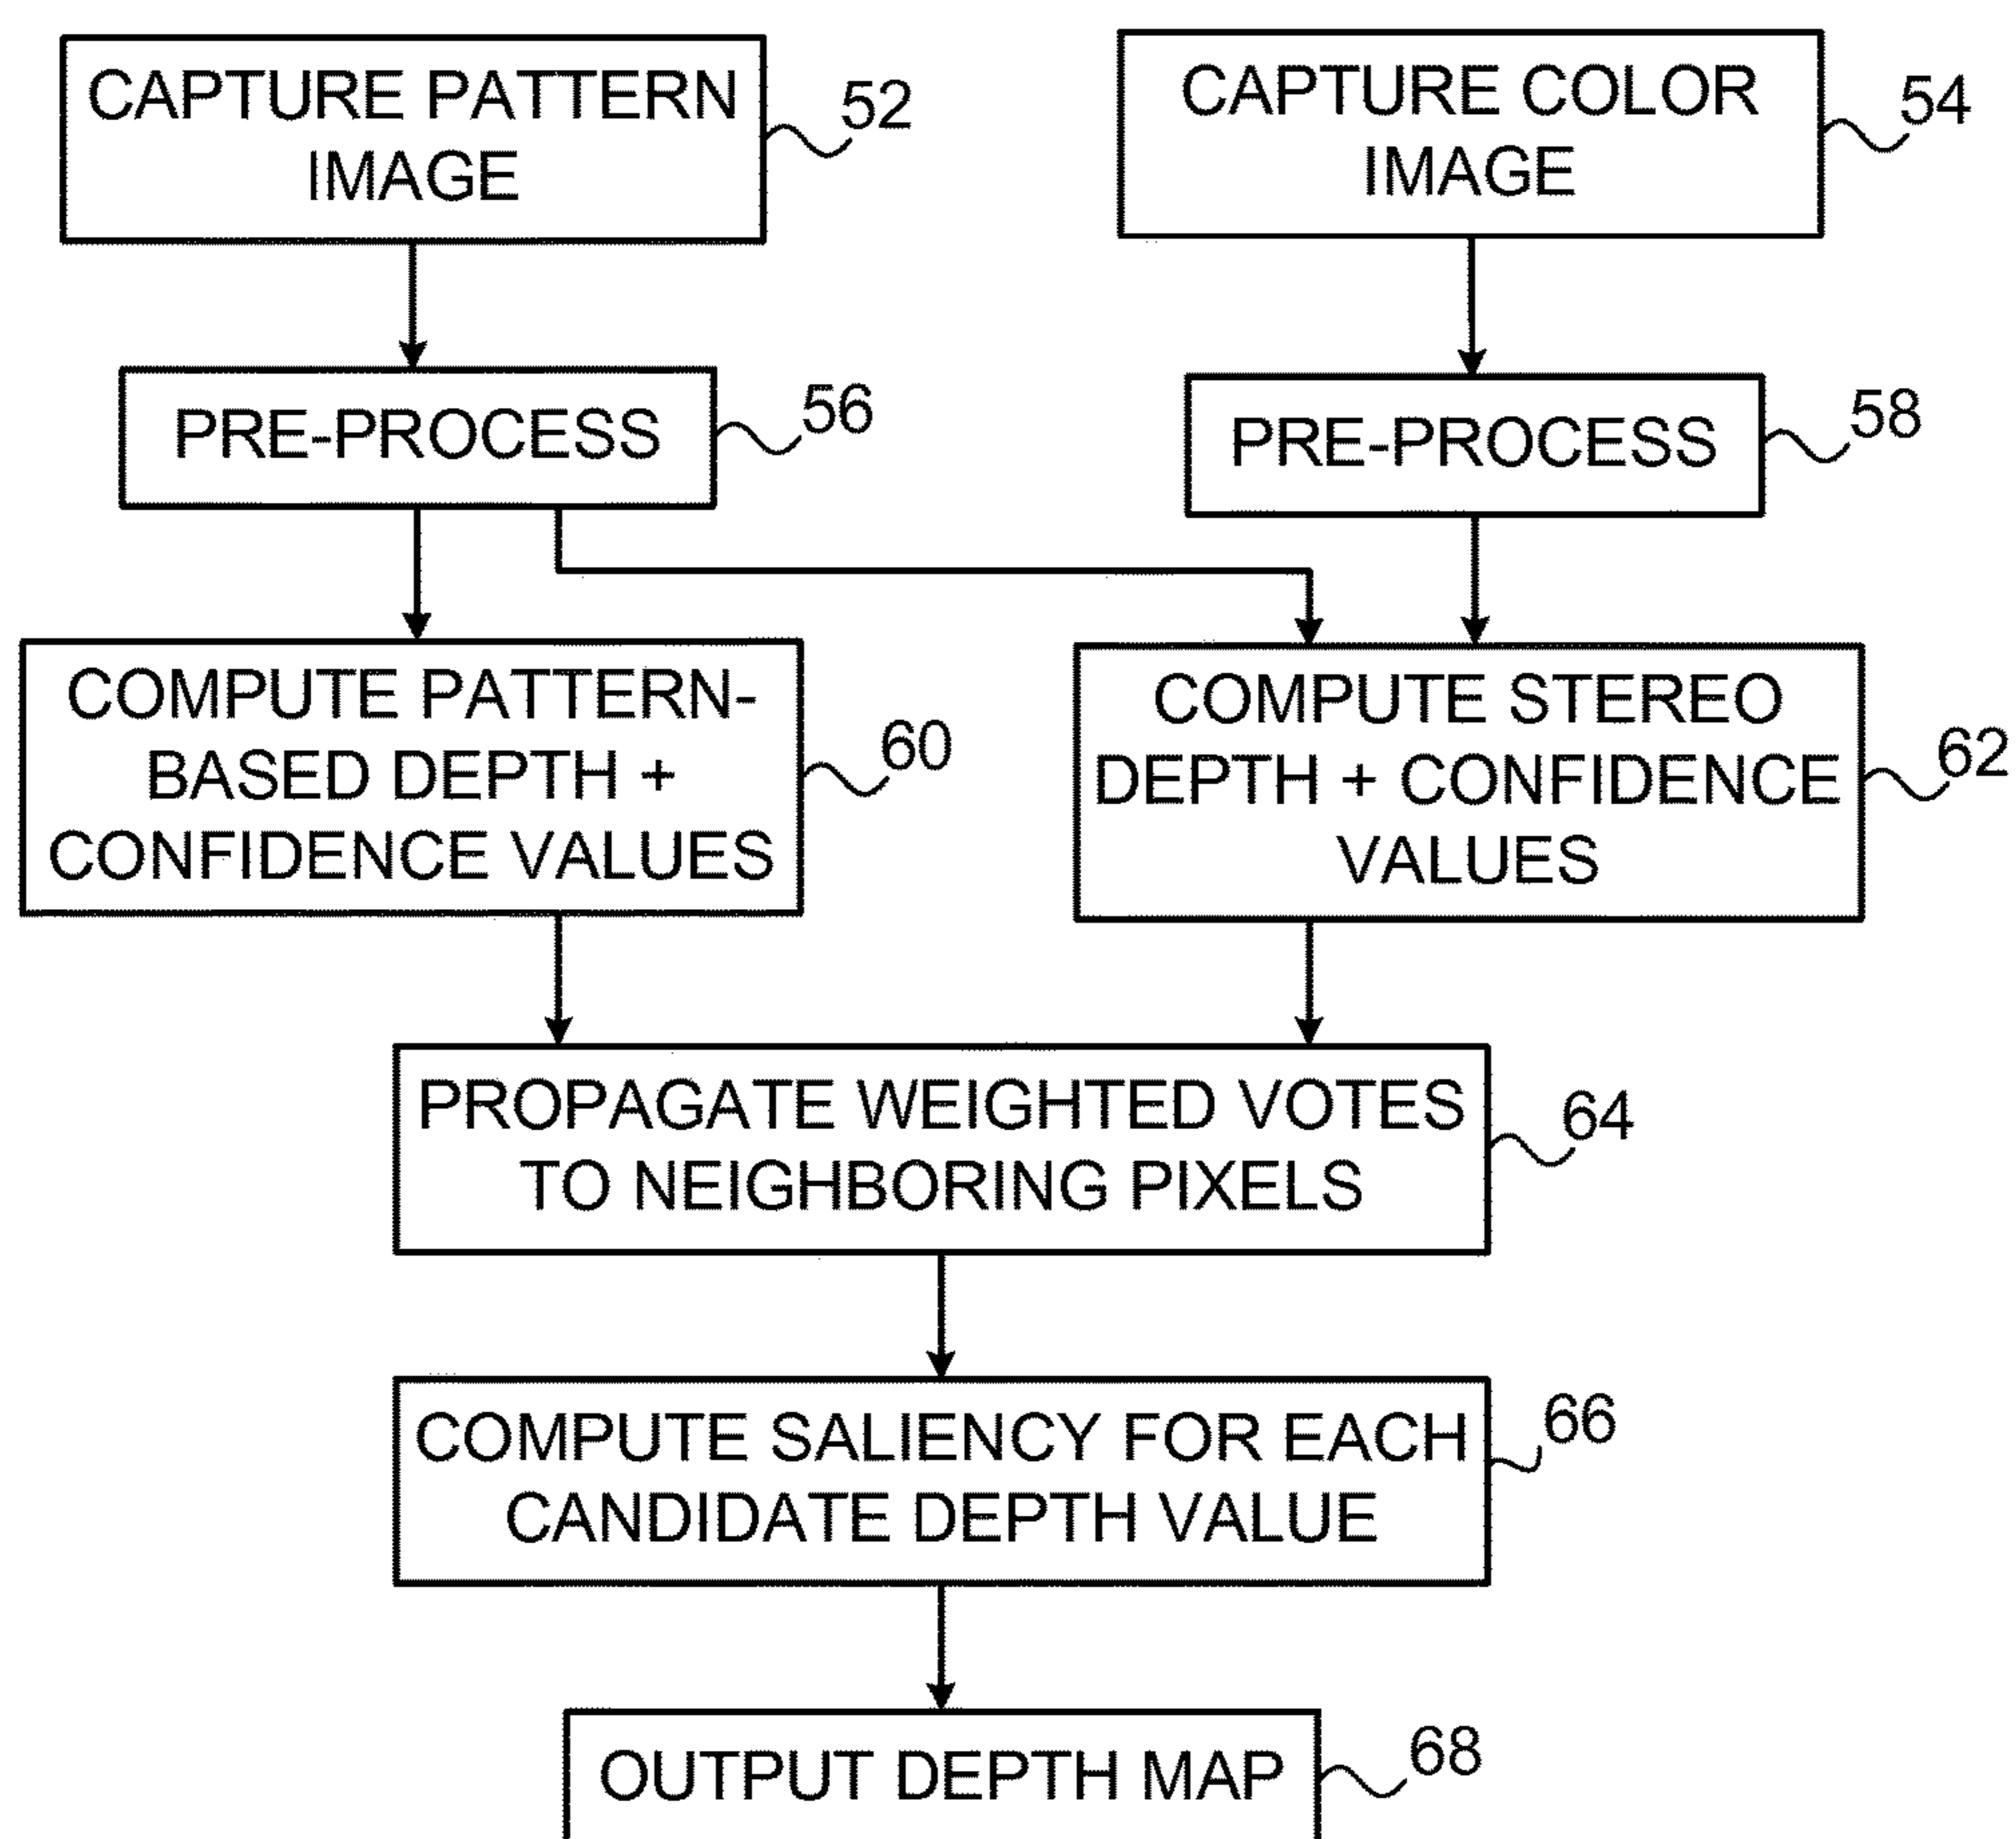 CAPTURE PATTERN
IMAGE
52
CAPTURE COLOR
IMAGE
54
PRE-PROCESS
56
PRE-PROCESS
58
COMPUTE PATTERN-
BASED DEPTH +
CONFIDENCE VALUES
60
COMPUTE STEREO
DEPTH + CONFIDENCE
VALUES
62
PROPAGATE WEIGHTED VOTES
TO NEIGHBORING PIXELS
64
COMPUTE SALIENCY FOR EACH
CANDIDATE DEPTH VALUE
66
OUTPUT DEPTH MAP
68